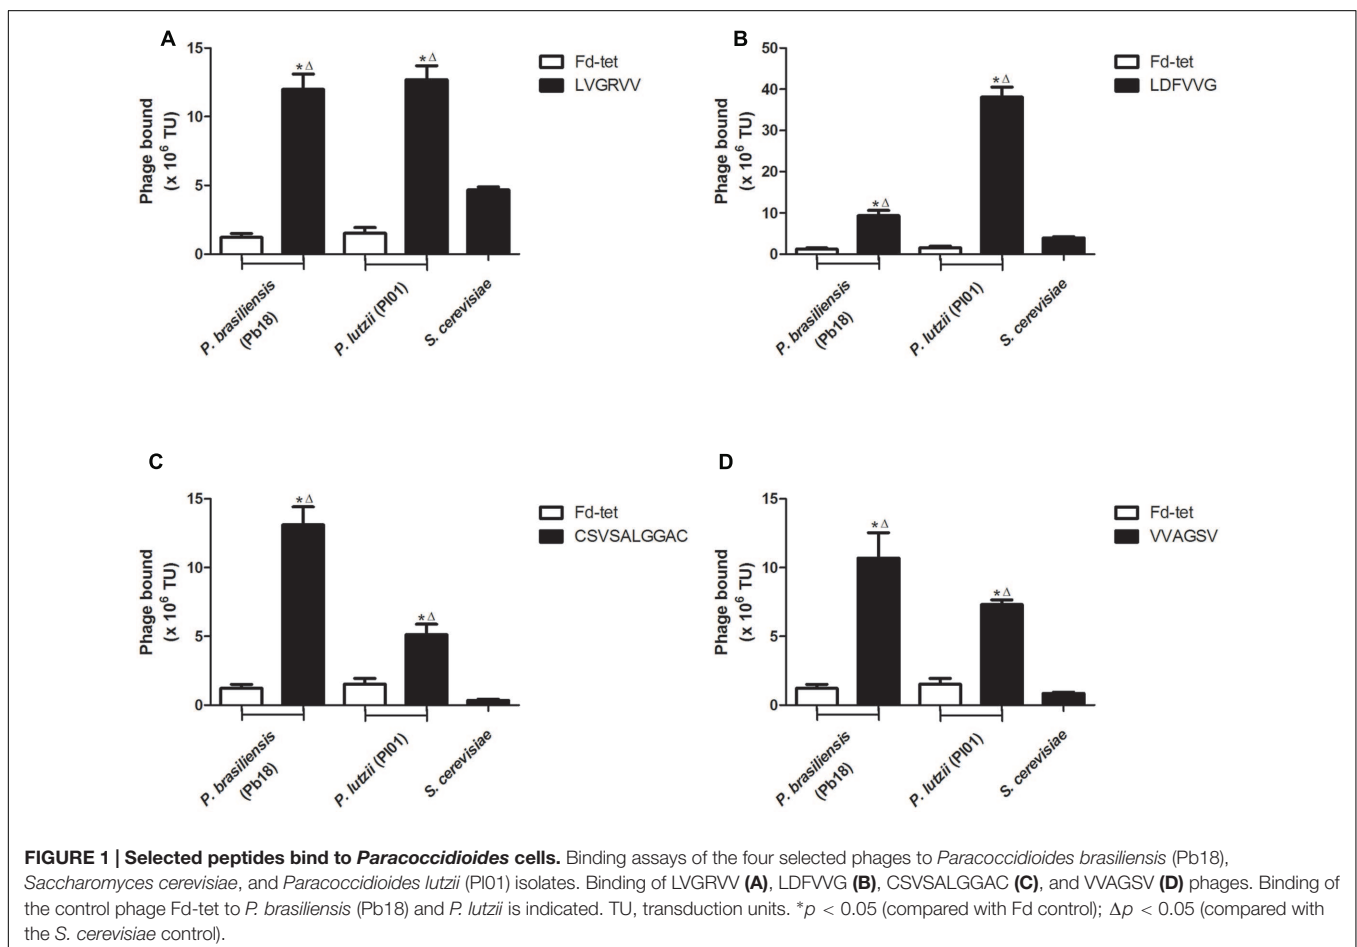 A
15
10
5
0
Phage bound
(x 10⁶ TU)
*Δ
*Δ
Fd-tet
LVGRVV
P. brasiliensis
(Pb18)
P. lutzii (Pl01)
S. cerevisiae
B
50
40
30
20
10
0
Phage bound
(x 10⁶ TU)
*Δ
*Δ
Fd-tet
LDFVVG
P. brasiliensis
(Pb18)
P. lutzii (Pl01)
S. cerevisiae
C
15
10
5
0
Phage bound
(x 10⁶ TU)
*Δ
*Δ
Fd-tet
CSVSALGGAC
P. brasiliensis
(Pb18)
P. lutzii (Pl01)
S. cerevisiae
D
15
10
5
0
Phage bound
(x 10⁶ TU)
*Δ
*Δ
Fd-tet
VVAGSV
P. brasiliensis
(Pb18)
P. lutzii (Pl01)
S. cerevisiae
FIGURE 1 | Selected peptides bind to Paracoccidioides cells. Binding assays of the four selected phages to Paracoccidioides brasiliensis (Pb18),
Saccharomyces cerevisiae, and Paracoccidioides lutzii (Pl01) isolates. Binding of LVGRVV (A), LDFVVG (B), CSVSALGGAC (C), and VVAGSV (D) phages. Binding of
the control phage Fd-tet to P. brasiliensis (Pb18) and P. lutzii is indicated. TU, transduction units. *p < 0.05 (compared with Fd control); Δp < 0.05 (compared with
the S. cerevisiae control).